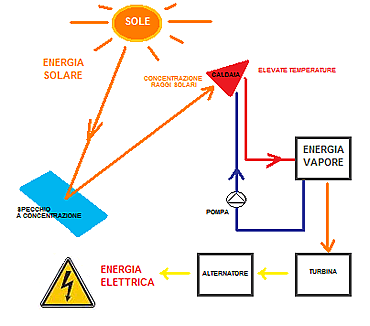 SOLE
ENERGIA
SOLARE
CONCENTRAZIONE
RAGGI SOLARI
CALDAIA
ELEVATE TEMPERATURE
ENERGIA
VAPORE
SPECCHIO
A CONCENTRAZIONE
POMPA
ENERGIA
ELETTRICA
ALTERNATORE
TURBINA